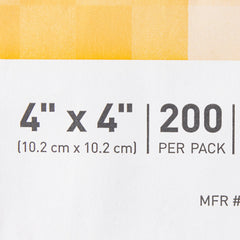 4" x 4" | 200 |
(10.2 cm x 10.2 cm) | PER PACK |
MFR #